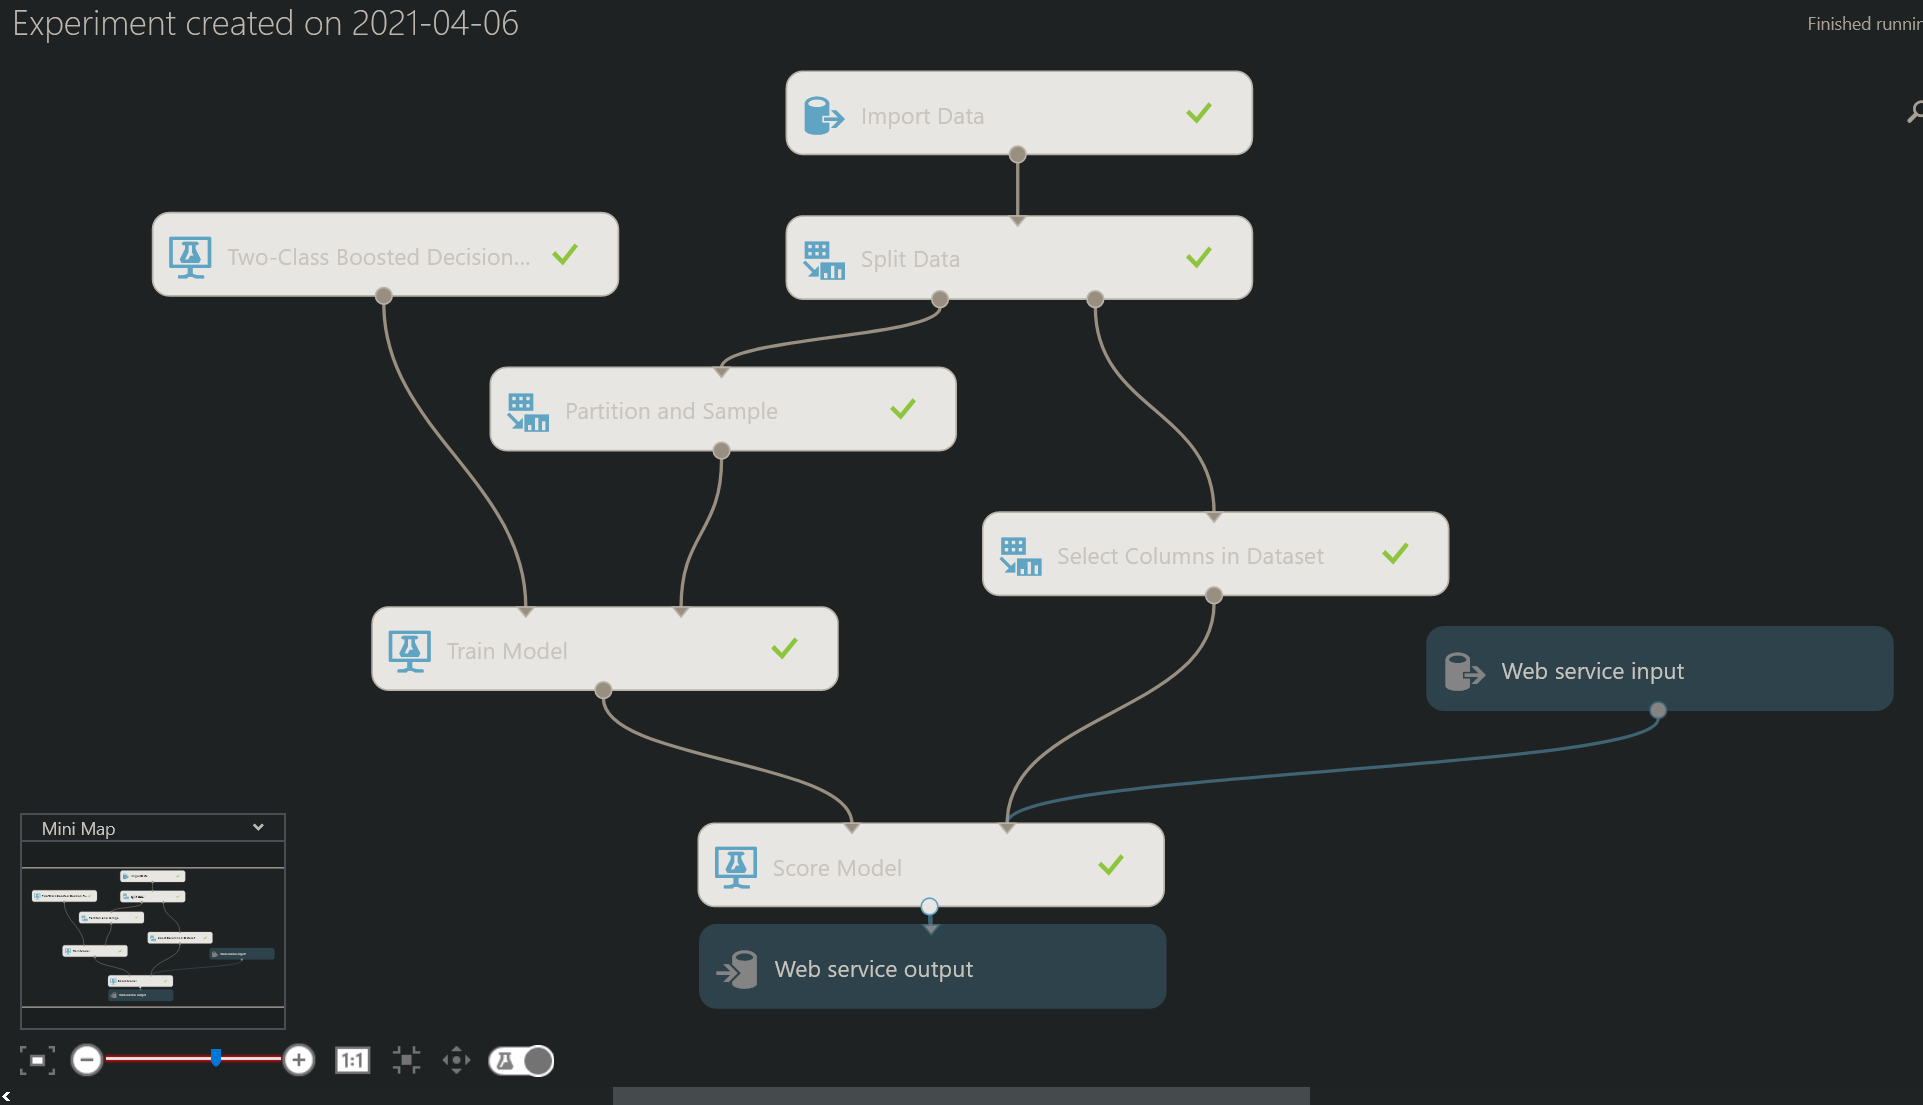 Experiment created on 2021-04-06
Finished runnin
Import Data
Two-Class Boosted Decision...
Split Data
Partition and Sample
Select Columns in Dataset
Train Model
Web service input
Score Model
Web service output
Mini Map
1:1